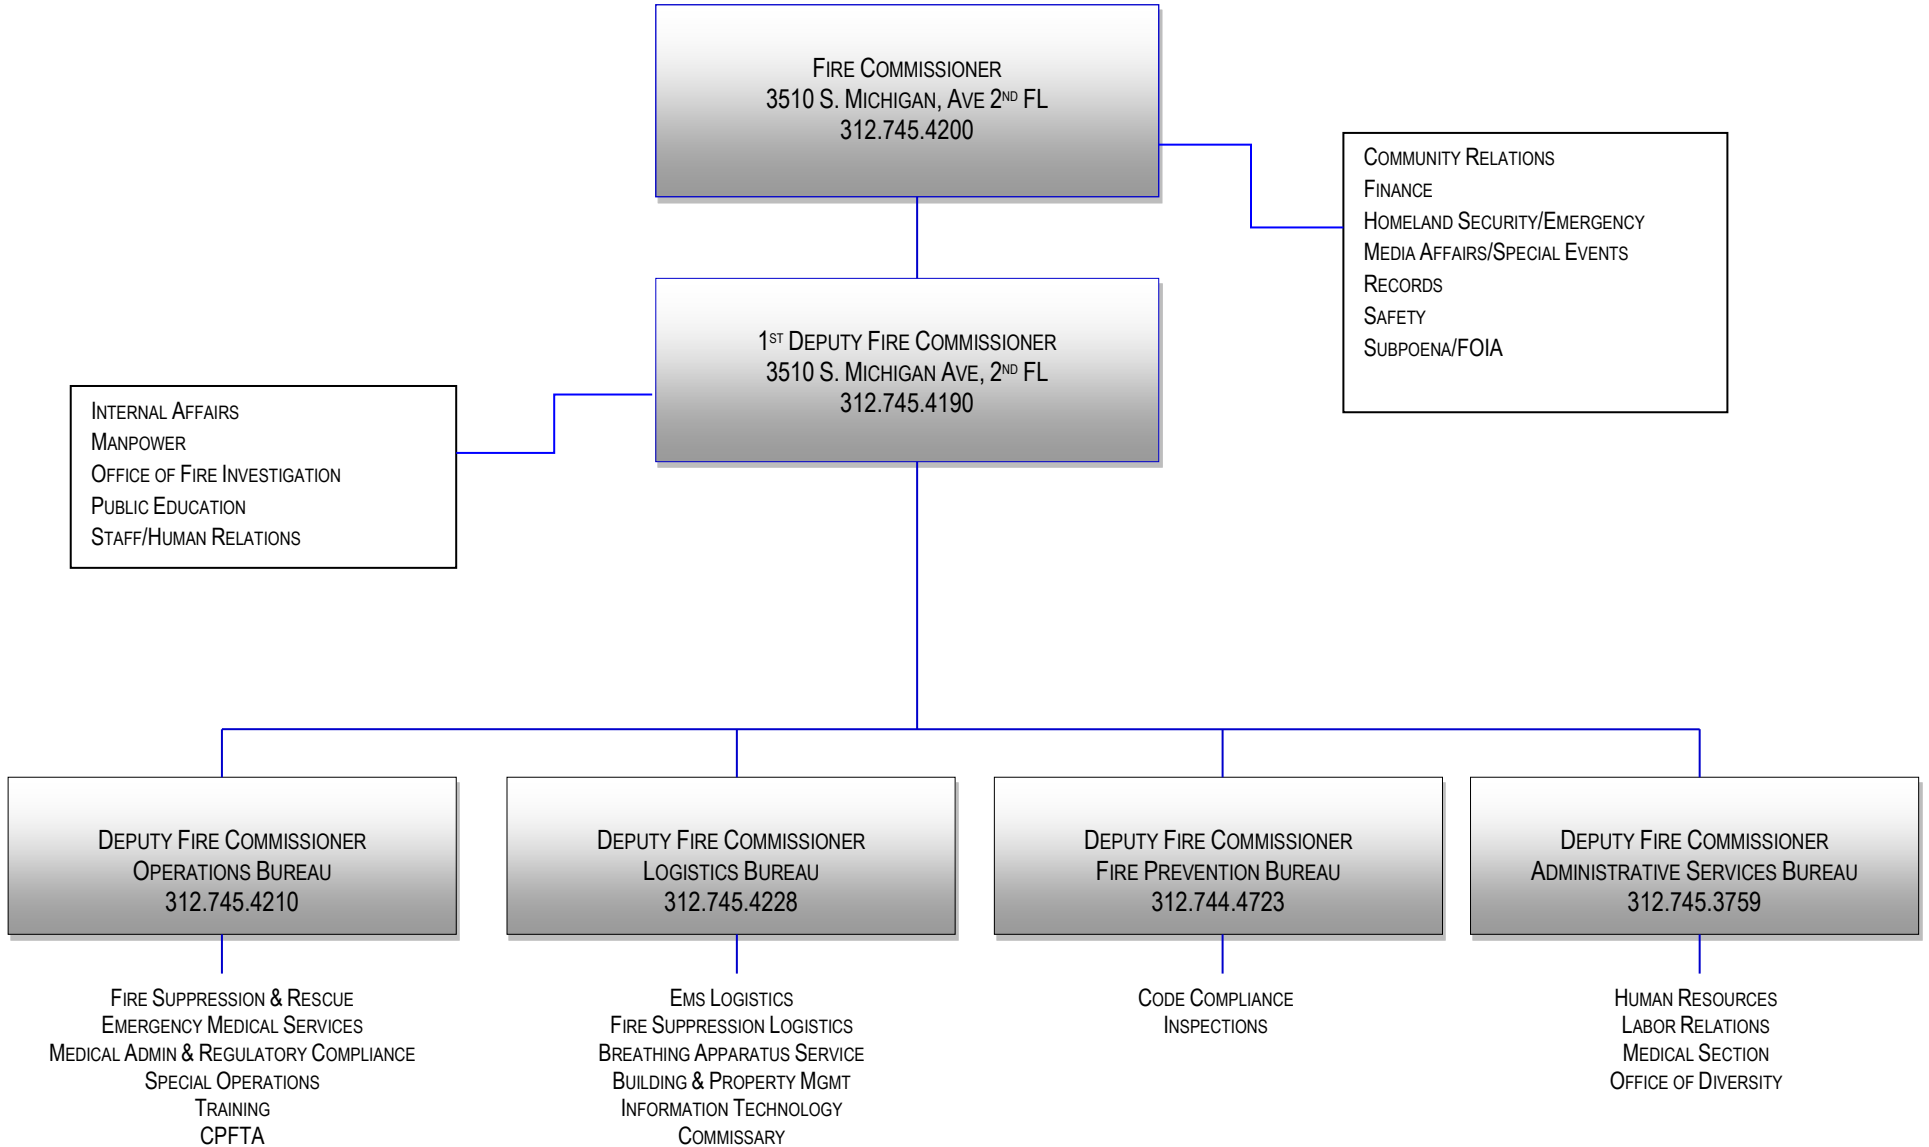 Fire Commissioner
3510 S. Michigan, Ave 2nd FL
312.745.4200
Community Relations
Finance
Homeland Security/Emergency
Media Affairs/Special Events
Records
Safety
Subpoena/FOIA
1st Deputy Fire Commissioner
3510 S. Michigan Ave, 2nd FL
312.745.4190
Internal Affairs
Manpower
Office of Fire Investigation
Public Education
Staff/Human Relations
Deputy Fire Commissioner
Operations Bureau
312.745.4210
Fire Suppression & Rescue
Emergency Medical Services
Medical Admin & Regulatory Compliance
Special Operations
Training
CPFTA
Deputy Fire Commissioner
Logistics Bureau
312.745.4228
Ems Logistics
Fire Suppression Logistics
Breathing Apparatus Service
Building & Property Mgmt
Information Technology
Commissary
Deputy Fire Commissioner
Fire Prevention Bureau
312.744.4723
Code Compliance
Inspections
Deputy Fire Commissioner
Administrative Services Bureau
312.745.3759
Human Resources
Labor Relations
Medical Section
Office of Diversity